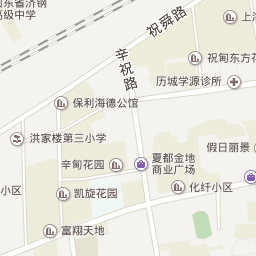 东省济钢
高级中学
祝舜路
上海
祝甸东方花
辛祝路
历城学源诊所
保利海德公馆
洪家楼第三小学
假日丽景
夏都金地
商业广场
辛甸花园
小区
凯旋花园
化纤小区
富翔天地